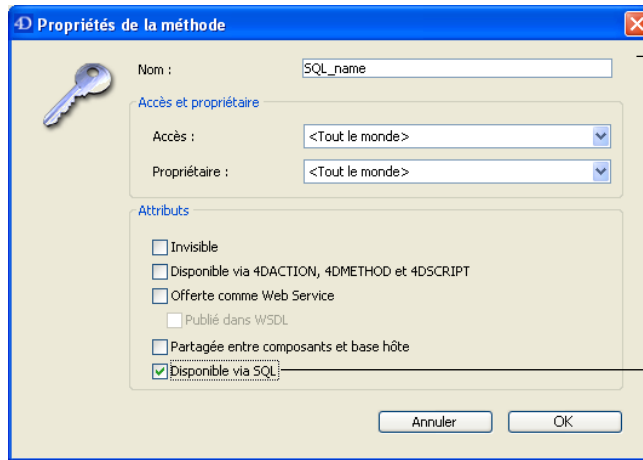 4D Propriétés de la méthode
Nom : SQL_name
Accès et propriétaire
Accès : <Tout le monde>
Propriétaire : <Tout le monde>
Attributs
Invisible
Disponible via 4DACTION, 4DMETHOD et 4DSCRIPT
Offerte comme Web Service
Publié dans WSDL
Partagée entre composants et base hôte
Disponible via SQL
Annuler OK